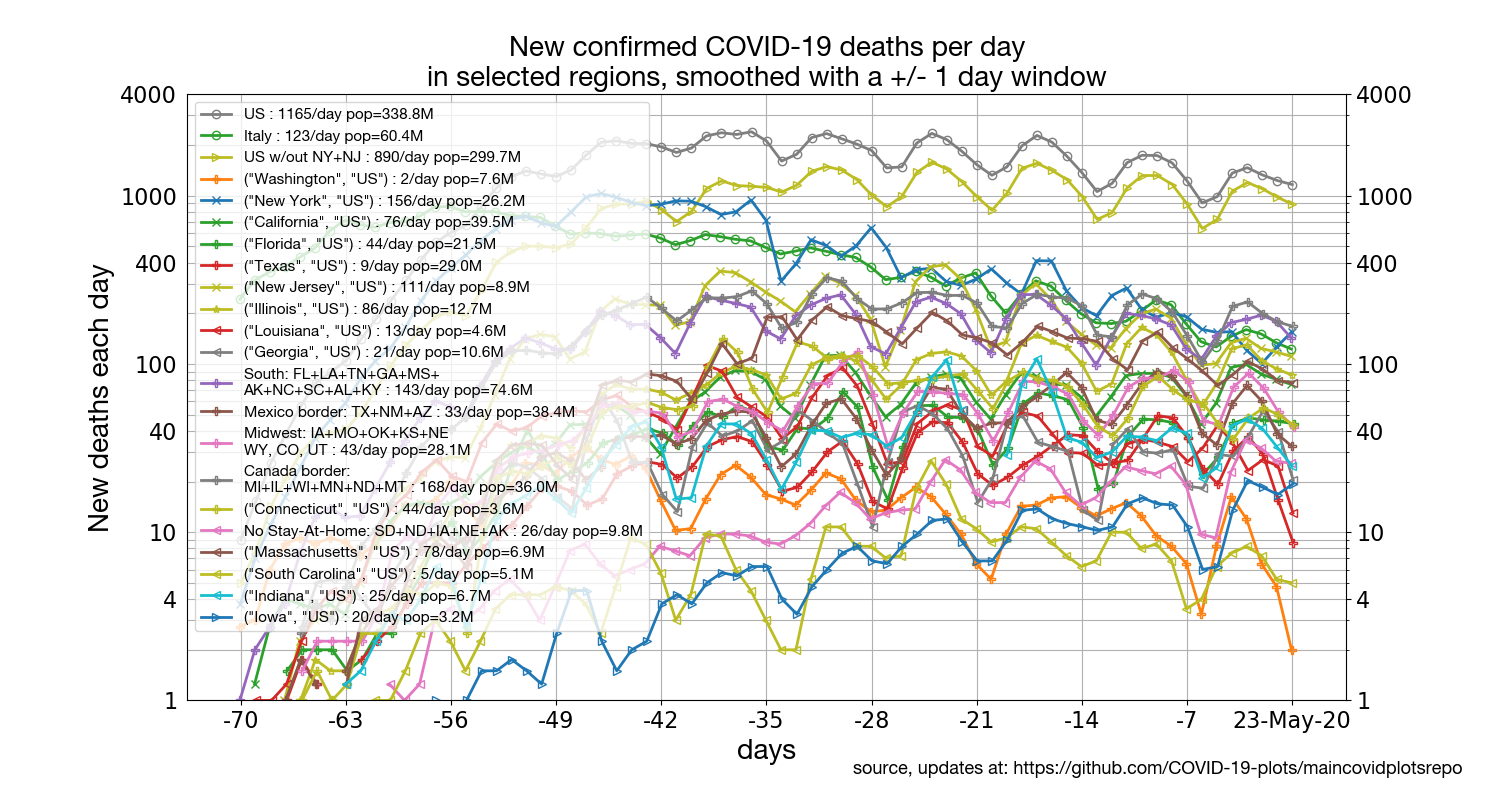 New confirmed COVID-19 deaths per day
in selected regions, smoothed with a +/- 1 day window
4000
1000
400
100
40
10
4
1
New deaths each day
US : 1165/day pop=338.8M
Italy : 123/day pop=60.4M
US w/out NY+NJ : 890/day pop=299.7M
("Washington", "US") : 2/day pop=7.6M
("New York", "US") : 156/day pop=26.2M
("California", "US") : 76/day pop=39.5M
("Florida", "US") : 44/day pop=21.5M
("Texas", "US") : 9/day pop=29.0M
("New Jersey", "US") : 111/day pop=8.9M
("Illinois", "US") : 86/day pop=12.7M
("Louisiana", "US") : 13/day pop=4.6M
("Georgia", "US") : 21/day pop=10.6M
South: FL+LA+TN+GA+MS+
AK+NC+SC+AL+KY : 143/day pop=74.6M
Mexico border: TX+NM+AZ : 33/day pop=38.4M
Midwest: IA+MO+OK+KS+NE
WY, CO, UT : 43/day pop=28.1M
Canada border:
MI+IL+WI+MN+ND+MT : 168/day pop=36.0M
("Connecticut", "US") : 44/day pop=3.6M
No Stay-At-Home: SD+ND+IA+NE+AK : 26/day pop=9.8M
("Massachusetts", "US") : 78/day pop=6.9M
("South Carolina", "US") : 5/day pop=5.1M
("Indiana", "US") : 25/day pop=6.7M
("Iowa", "US") : 20/day pop=3.2M
4000
1000
400
100
40
10
4
1
-70 -63 -56 -49 -42 -35 -28 -21 -14 -7 23-May-20
days
source, updates at: https://github.com/COVID-19-plots/maincovidplotsrepo